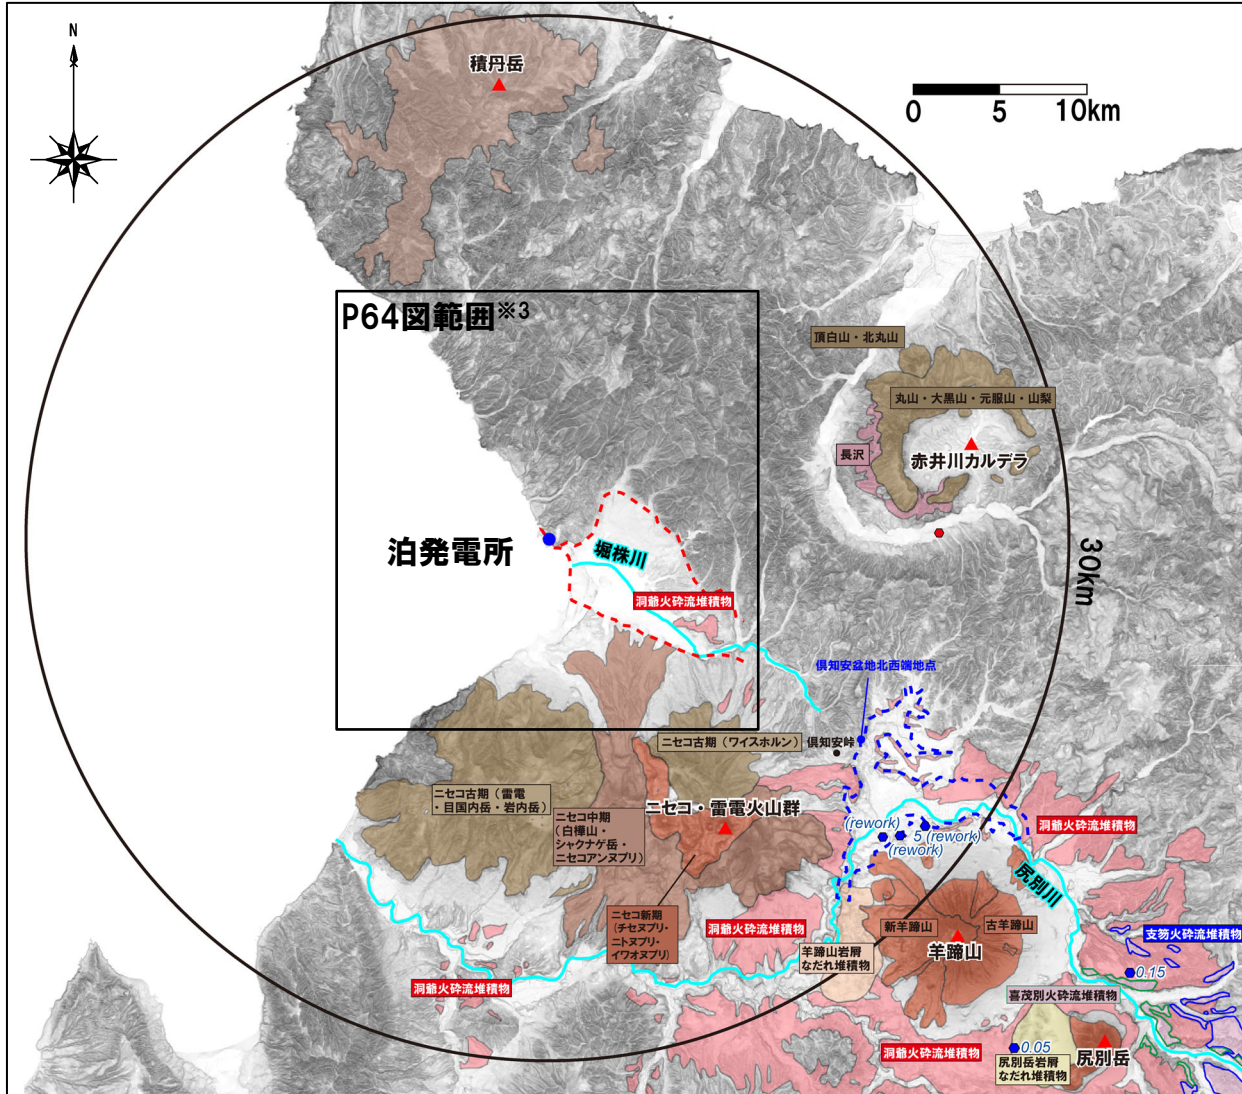 N
積丹岳
0 5 10km
P64図範囲※3
頂白山・北丸山
丸山・大黒山・元服山・山梨
長沢
赤井川カルデラ
泊発電所
堀株川
30km
洞爺火砕流堆積物
倶知安盆地北西端地点
ニセコ古期（ワイスホルン）
倶知安峠
ニセコ古期（雷電
・目国内岳・岩内岳）
ニセコ・雷電火山群
ニセコ中期
（白樺山・
シャクナゲ岳・
ニセコアンヌプリ）
(rework)
5 (rework)
(rework)
洞爺火砕流堆積物
尻別川
ニセコ新期
（チセヌプリ・
ニトヌプリ・
イワオヌプリ）
洞爺火砕流堆積物
新羊蹄山
古羊蹄山
羊蹄山
羊蹄山岩屑
なだれ堆積物
支笏火砕流堆積物
0.15
洞爺火砕流堆積物
喜茂別火砕流堆積物
洞爺火砕流堆積物
0.05
尻別岳
尻別岳岩屑
なだれ堆積物